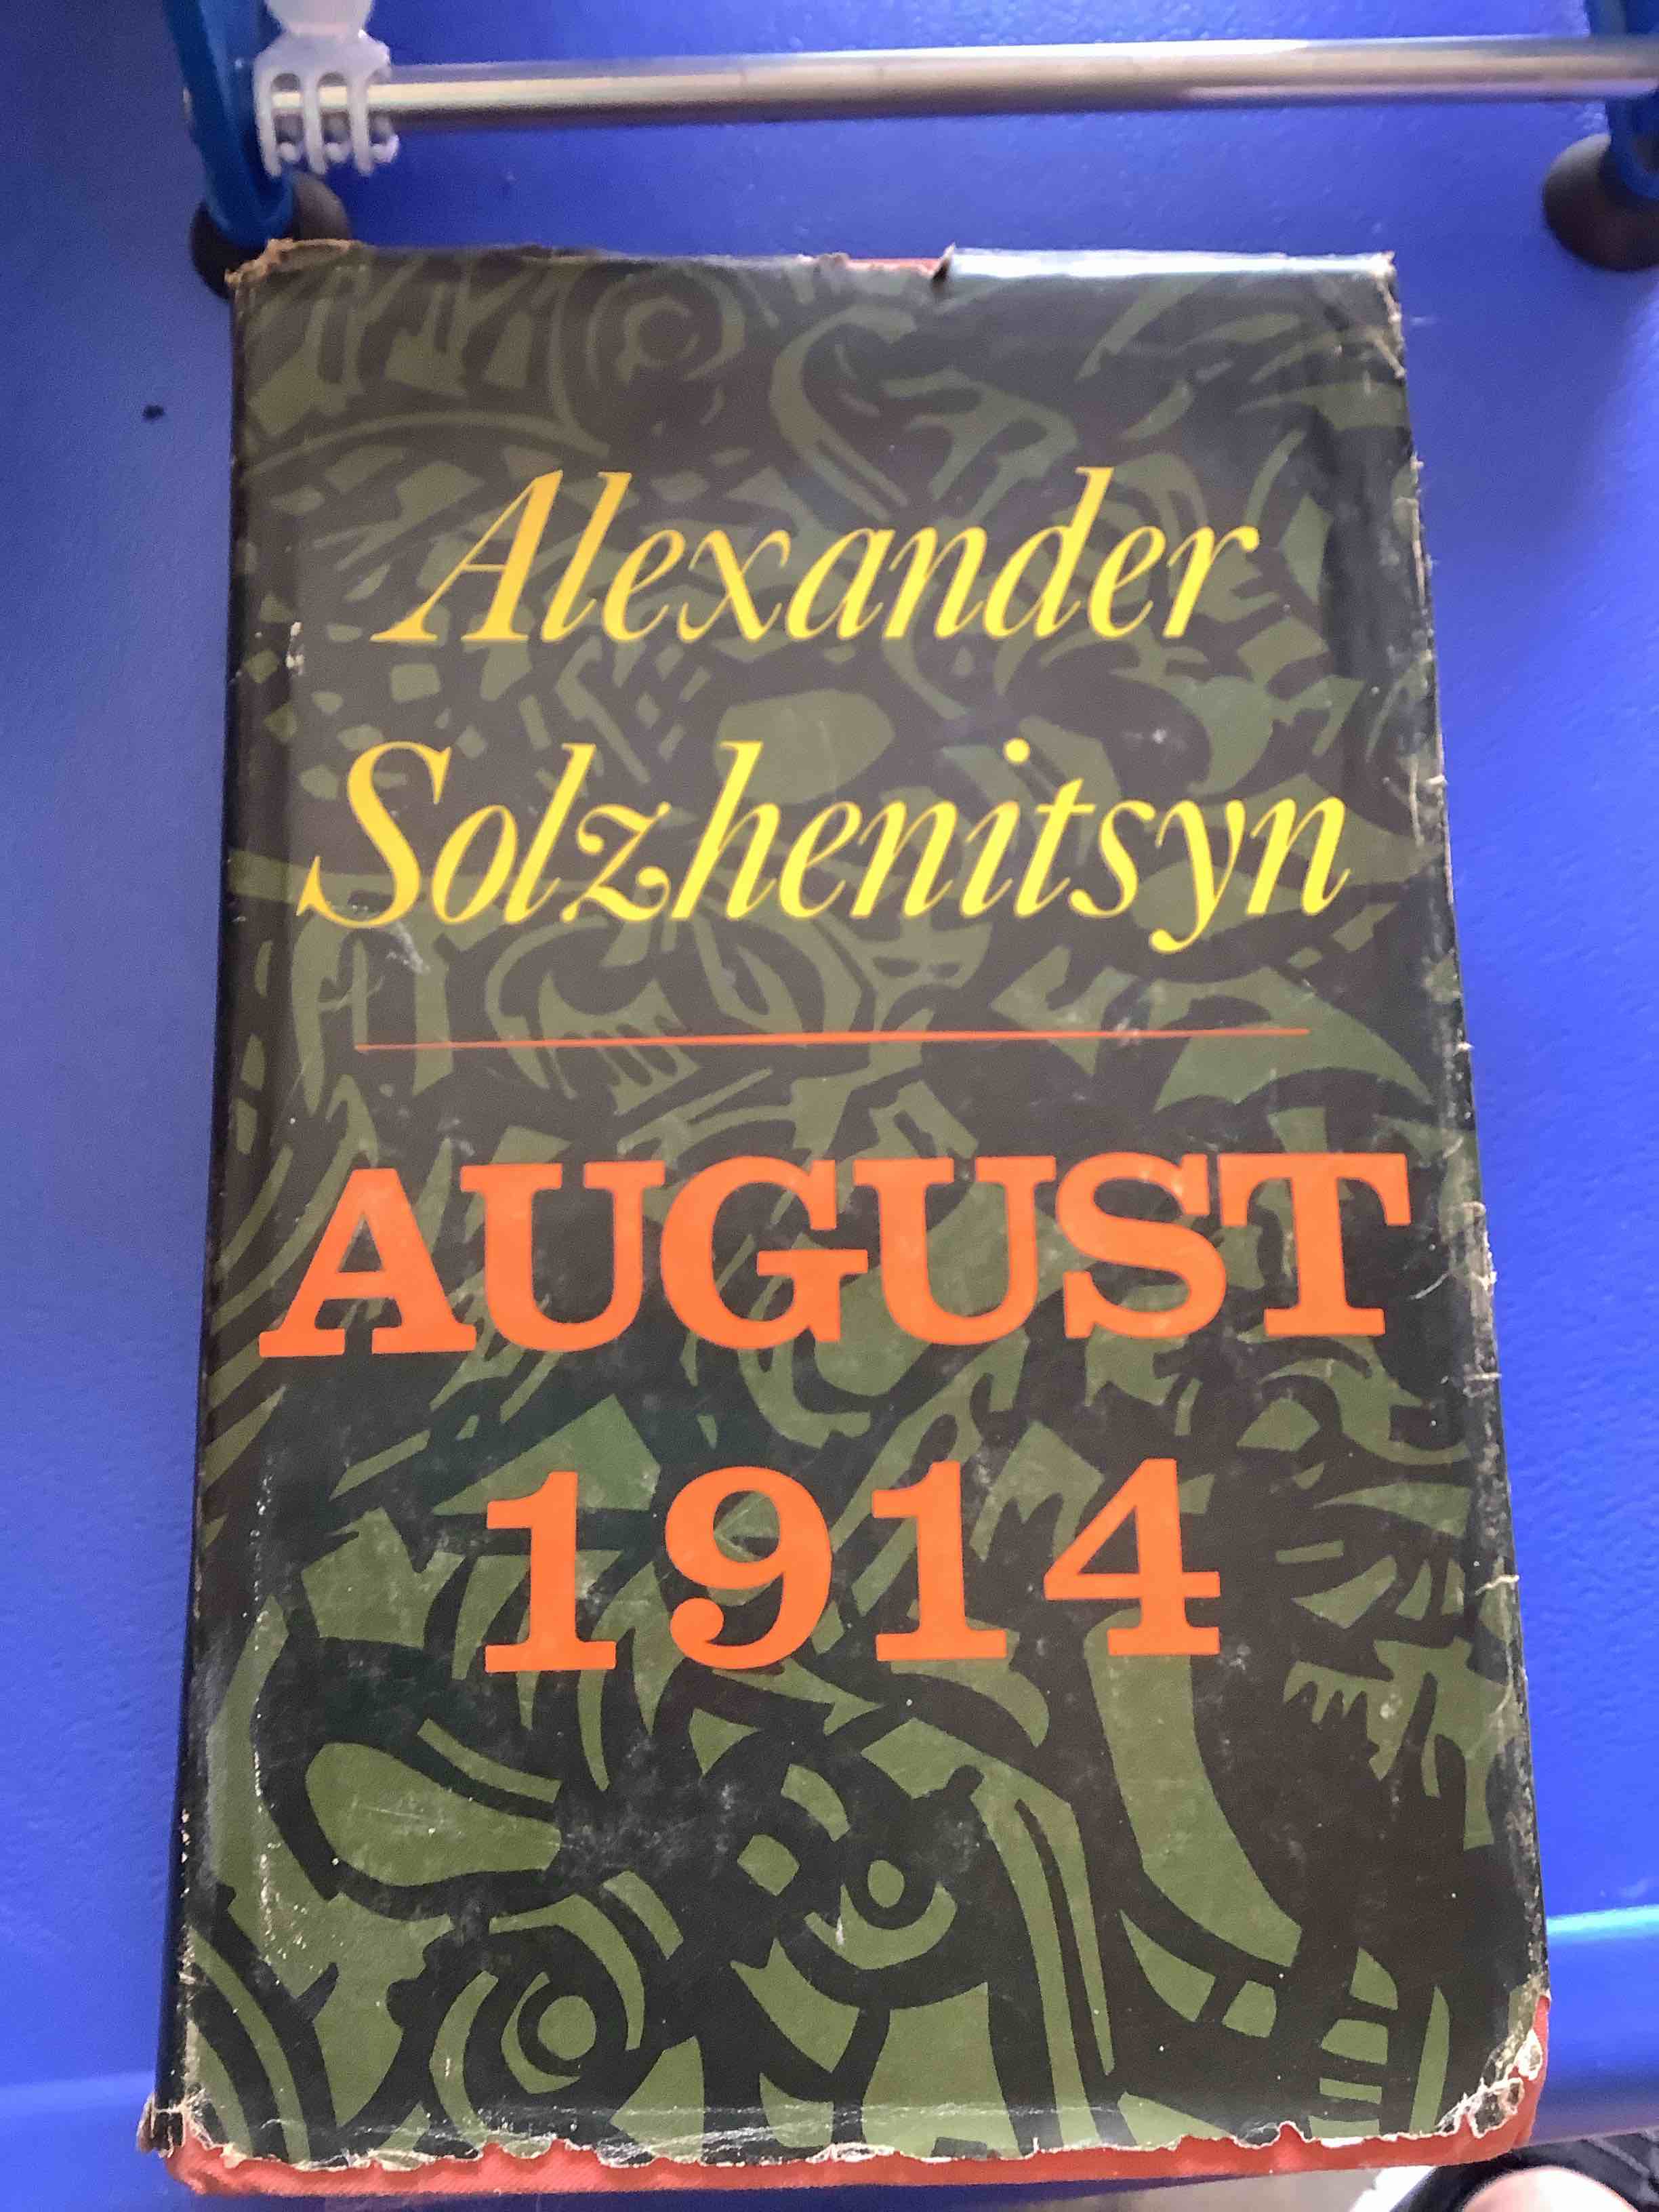 Alexander
Solzhenitsyn
AUGUST
1914